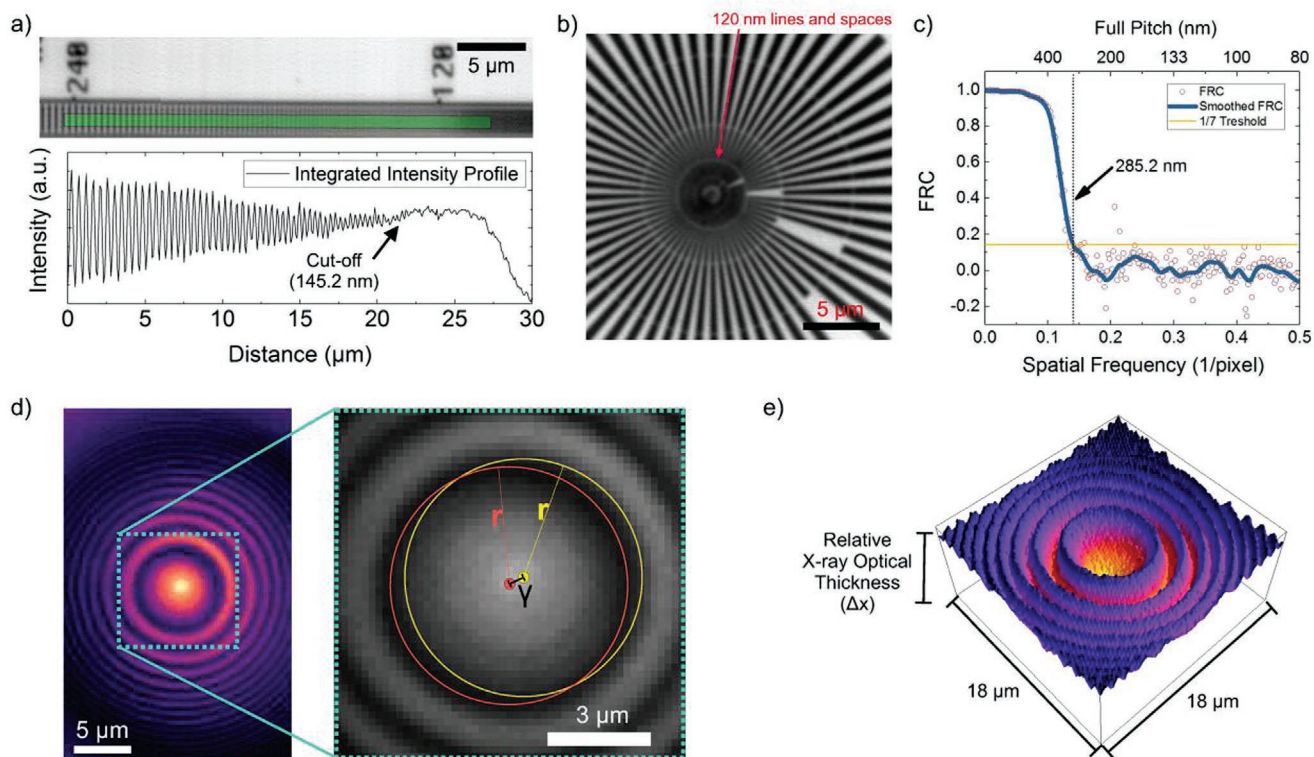 a)
240
120
5 µm
Intensity (a.u.)
Integrated Intensity Profile
Cut-off
(145.2 nm)
0 5 10 15 20 25 30
Distance (µm)
b)
120 nm lines and spaces
5 µm
c)
Full Pitch (nm)
400 200 133 100 80
FRC
Smoothed FRC
1/7 Treshold
285.2 nm
FRC
1.0
0.8
0.6
0.4
0.2
0.0
-0.2
0.0 0.1 0.2 0.3 0.4 0.5
Spatial Frequency (1/pixel)
d)
5 µm
r r
Y
3 µm
e)
Relative
X-ray Optical
Thickness
(Δx)
18 µm
18 µm